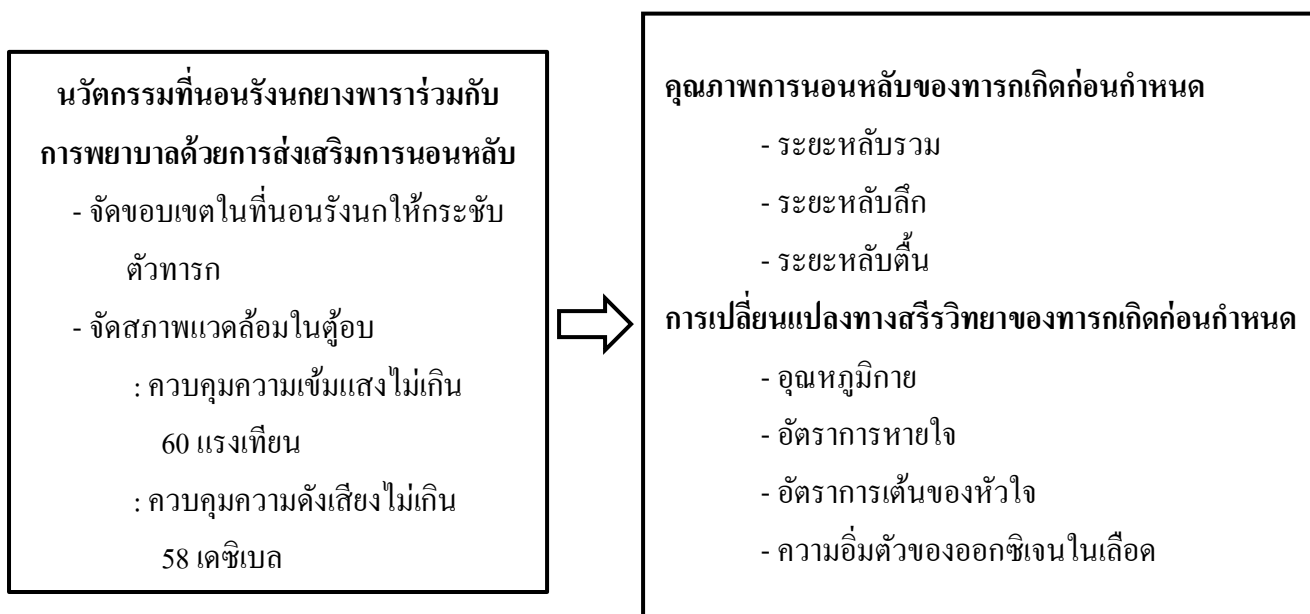 นวัตกรรมที่นอนรังนกยางพาราร่วมกับ
การพยาบาลด้วยการส่งเสริมการนอนหลับ
- จัดขอบเขตในที่นอนรังนกให้กระชับ
ตัวทารก
- จัดสภาพแวดล้อมในตู้อบ
: ควบคุมความเข้มแสงไม่เกิน
60 แรงเทียน
: ควบคุมความดังเสียงไม่เกิน
58 เดซิเบล
คุณภาพการนอนหลับของทารกเกิดก่อนกำหนด
- ระยะหลับรวม
- ระยะหลับลึก
- ระยะหลับตื้น
การเปลี่ยนแปลงทางสรีรวิทยาของทารกเกิดก่อนกำหนด
- อุณหภูมิกาย
- อัตราการหายใจ
- อัตราการเต้นของหัวใจ
- ความอิ่มตัวของออกซิเจนในเลือด